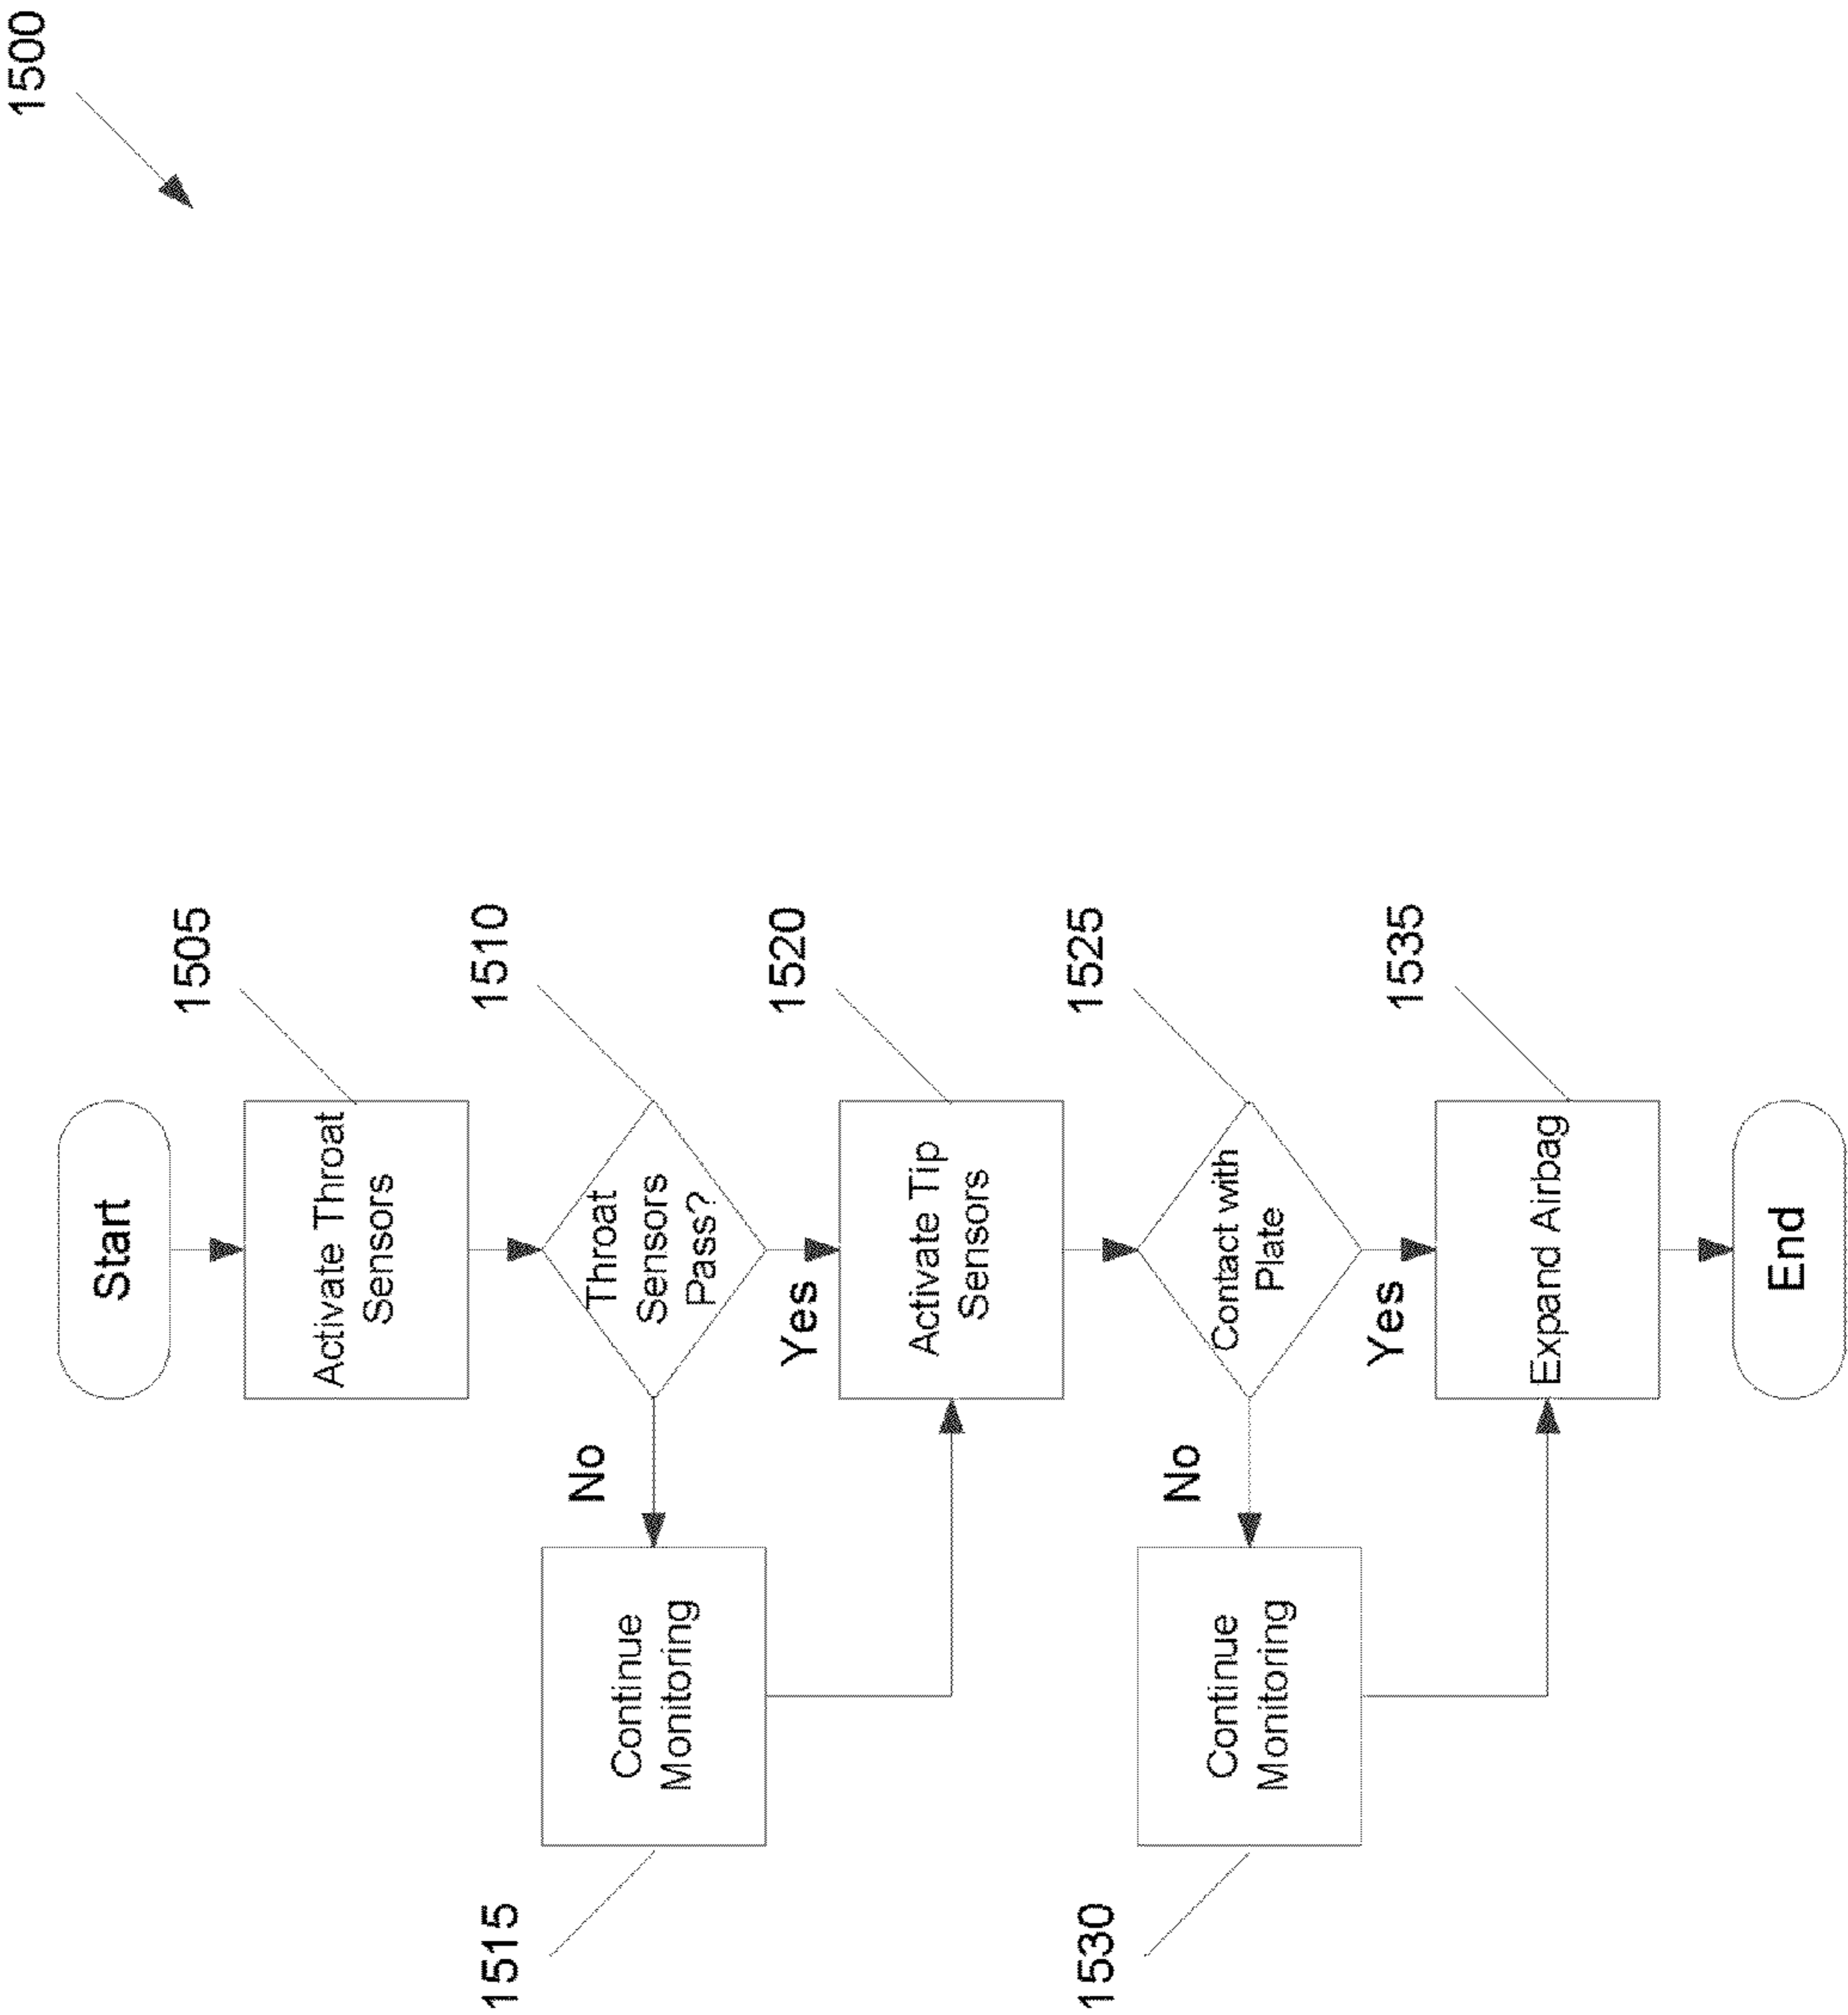 1500
Start
1505
Activate Throat
Sensors
1510
Throat
Sensors
Pass?
No
Yes
1515
Continue
Monitoring
1520
Activate Tip
Sensors
1525
Contact with
Plate
No
Yes
1530
Continue
Monitoring
1535
Expand Airbag
End